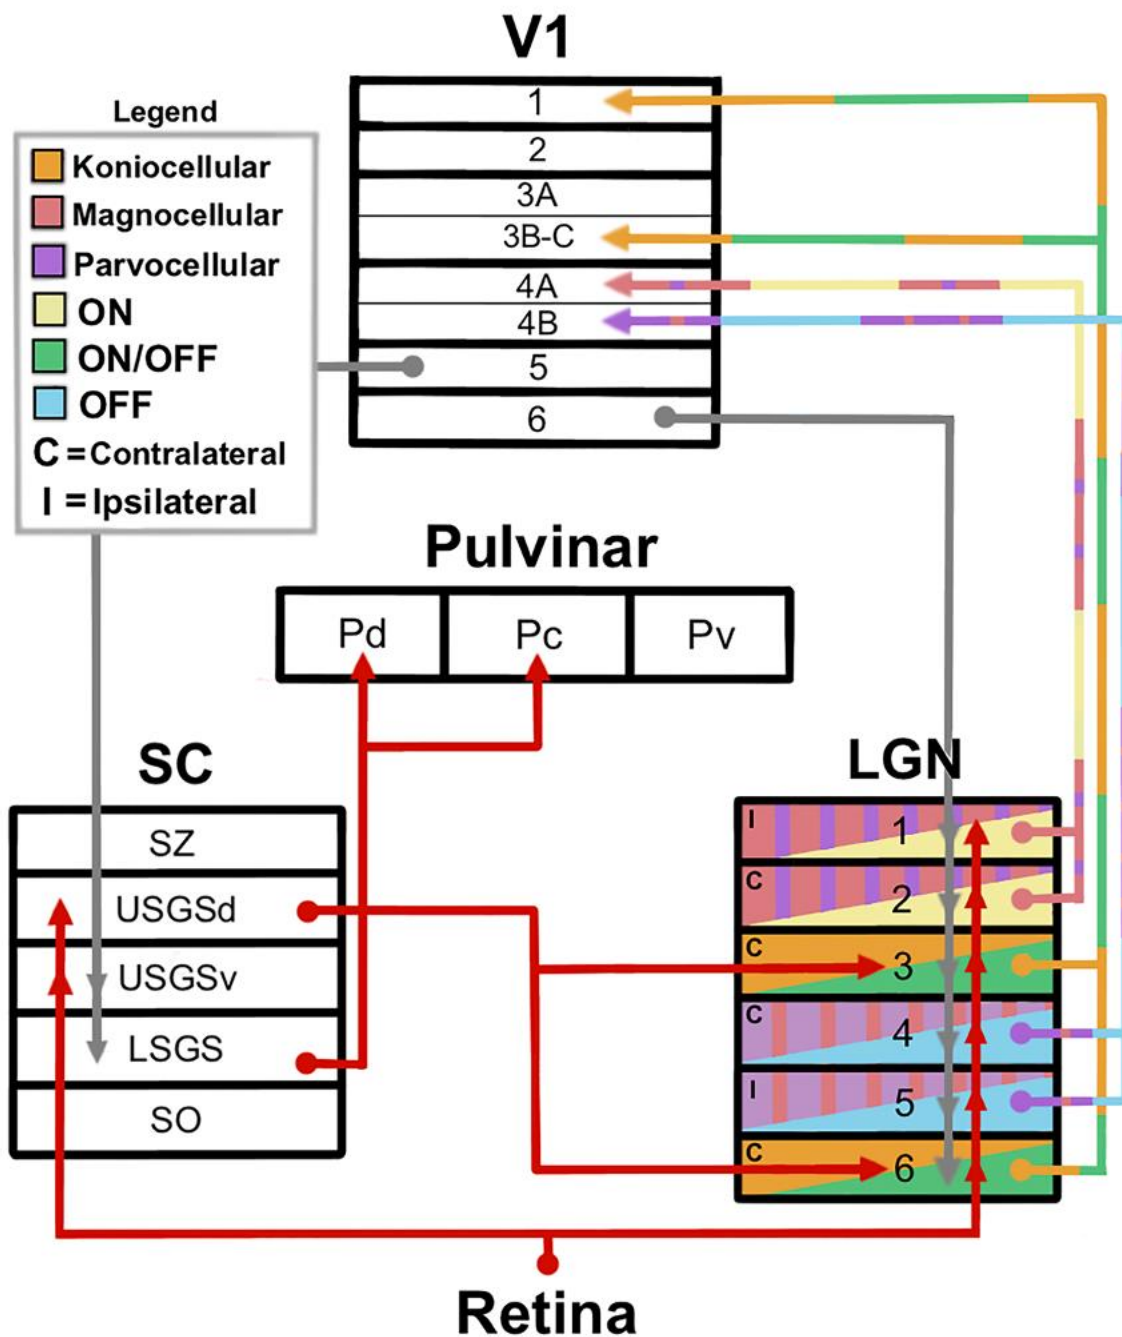 V1
Legend
Koniocellular
Magnocellular
Parvocellular
ON
ON/OFF
OFF
C = Contralateral
I = Ipsilateral
1
2
3A
3B-C
4A
4B
5
6
Pulvinar
Pd Pc Pv
SC
SZ
USGSd
USGSv
LSGS
SO
LGN
I 1
C 2
C 3
C 4
I 5
C 6
Retina